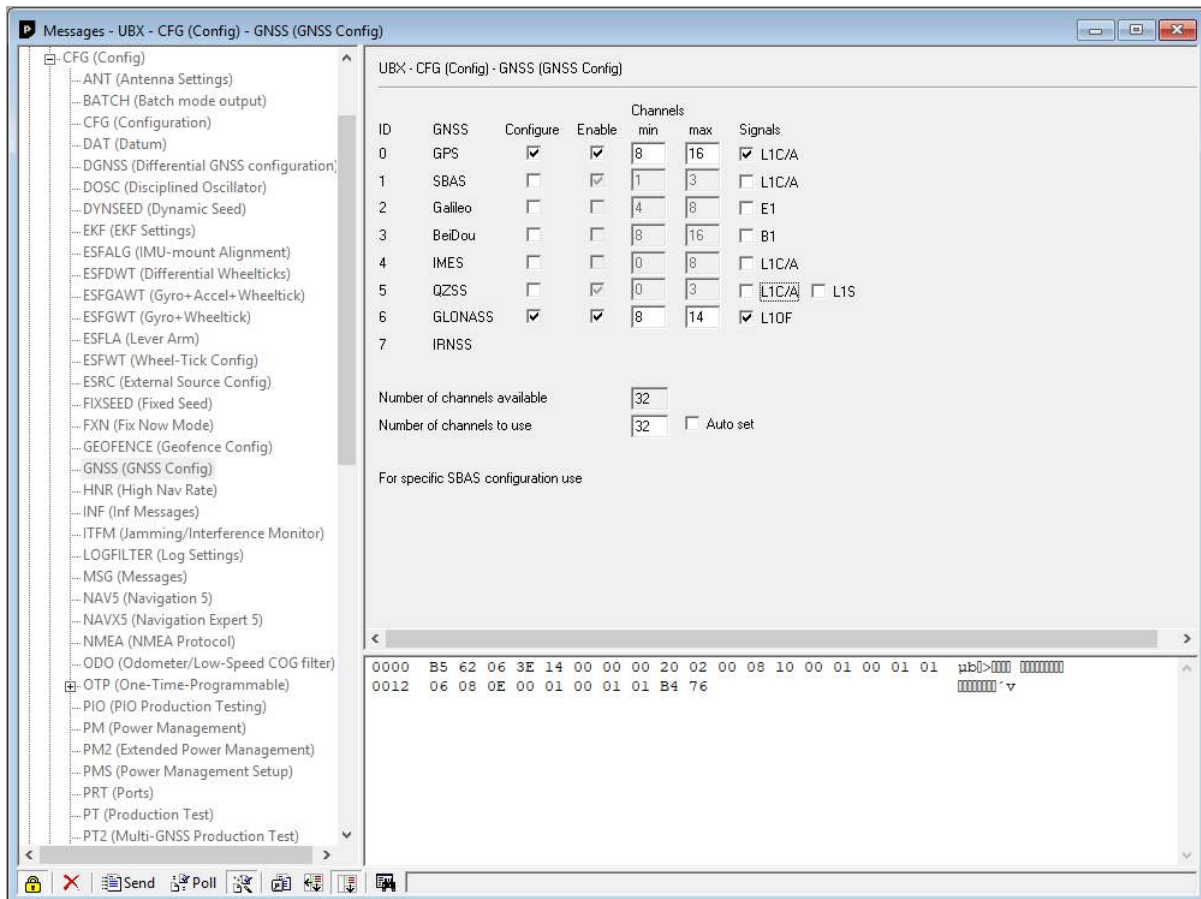 Messages - UBX - CFG (Config) - GNSS (GNSS Config)
CFG (Config)
ANT (Antenna Settings)
BATCH (Batch mode output)
CFG (Configuration)
DAT (Datum)
DGNSS (Differential GNSS configuration)
DOSC (Disciplined Oscillator)
DYNSEED (Dynamic Seed)
EKF (EKF Settings)
ESFALG (IMU-mount Alignment)
ESFDWT (Differential Wheelticks)
ESFGAWT (Gyro+Accel+Wheeltick)
ESFGWT (Gyro+Wheeltick)
ESFLA (Lever Arm)
ESFWT (Wheel-Tick Config)
ESRC (External Source Config)
FIXSEED (Fixed Seed)
FXN (Fix Now Mode)
GEOFENCE (Geofence Config)
GNSS (GNSS Config)
HNR (High Nav Rate)
INF (Inf Messages)
ITFM (Jamming/Interference Monitor)
LOGFILTER (Log Settings)
MSG (Messages)
NAV5 (Navigation 5)
NAVX5 (Navigation Expert 5)
NMEA (NMEA Protocol)
ODO (Odometer/Low-Speed COG filter)
OTP (One-Time-Programmable)
PIO (PIO Production Testing)
PM (Power Management)
PM2 (Extended Power Management)
PMS (Power Management Setup)
PRT (Ports)
PT (Production Test)
PT2 (Multi-GNSS Production Test)
UBX - CFG (Config) - GNSS (GNSS Config)
Channels
ID GNSS Configure Enable min max Signals
0 GPS 8 16 L1C/A
1 SBAS 1 3 L1C/A
2 Galileo 4 8 E1
3 BeiDou 8 16 B1
4 IMES 0 8 L1C/A
5 QZSS 0 3 L1C/A L1S
6 GLONASS 8 14 L1OF
7 IRNSS
Number of channels available 32
Number of channels to use 32 Auto set
For specific SBAS configuration use
0000 B5 62 06 3E 14 00 00 00 20 02 00 08 10 00 01 00 01 01 µb
0012 06 08 0E 00 01 00 01 01 B4 76
Send Poll